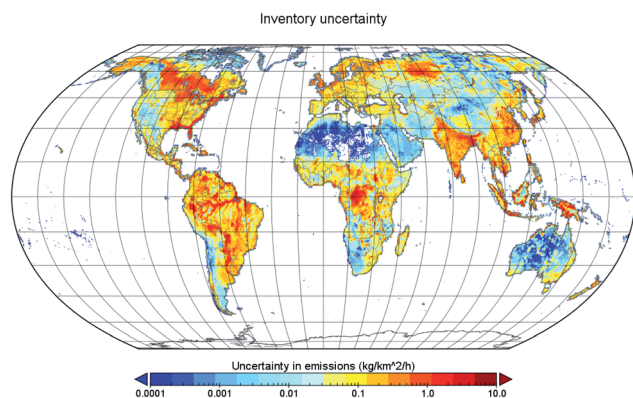 Inventory uncertainty
Uncertainty in emissions (kg/km^2/h)
0.0001 0.001 0.01 0.1 1.0 10.0